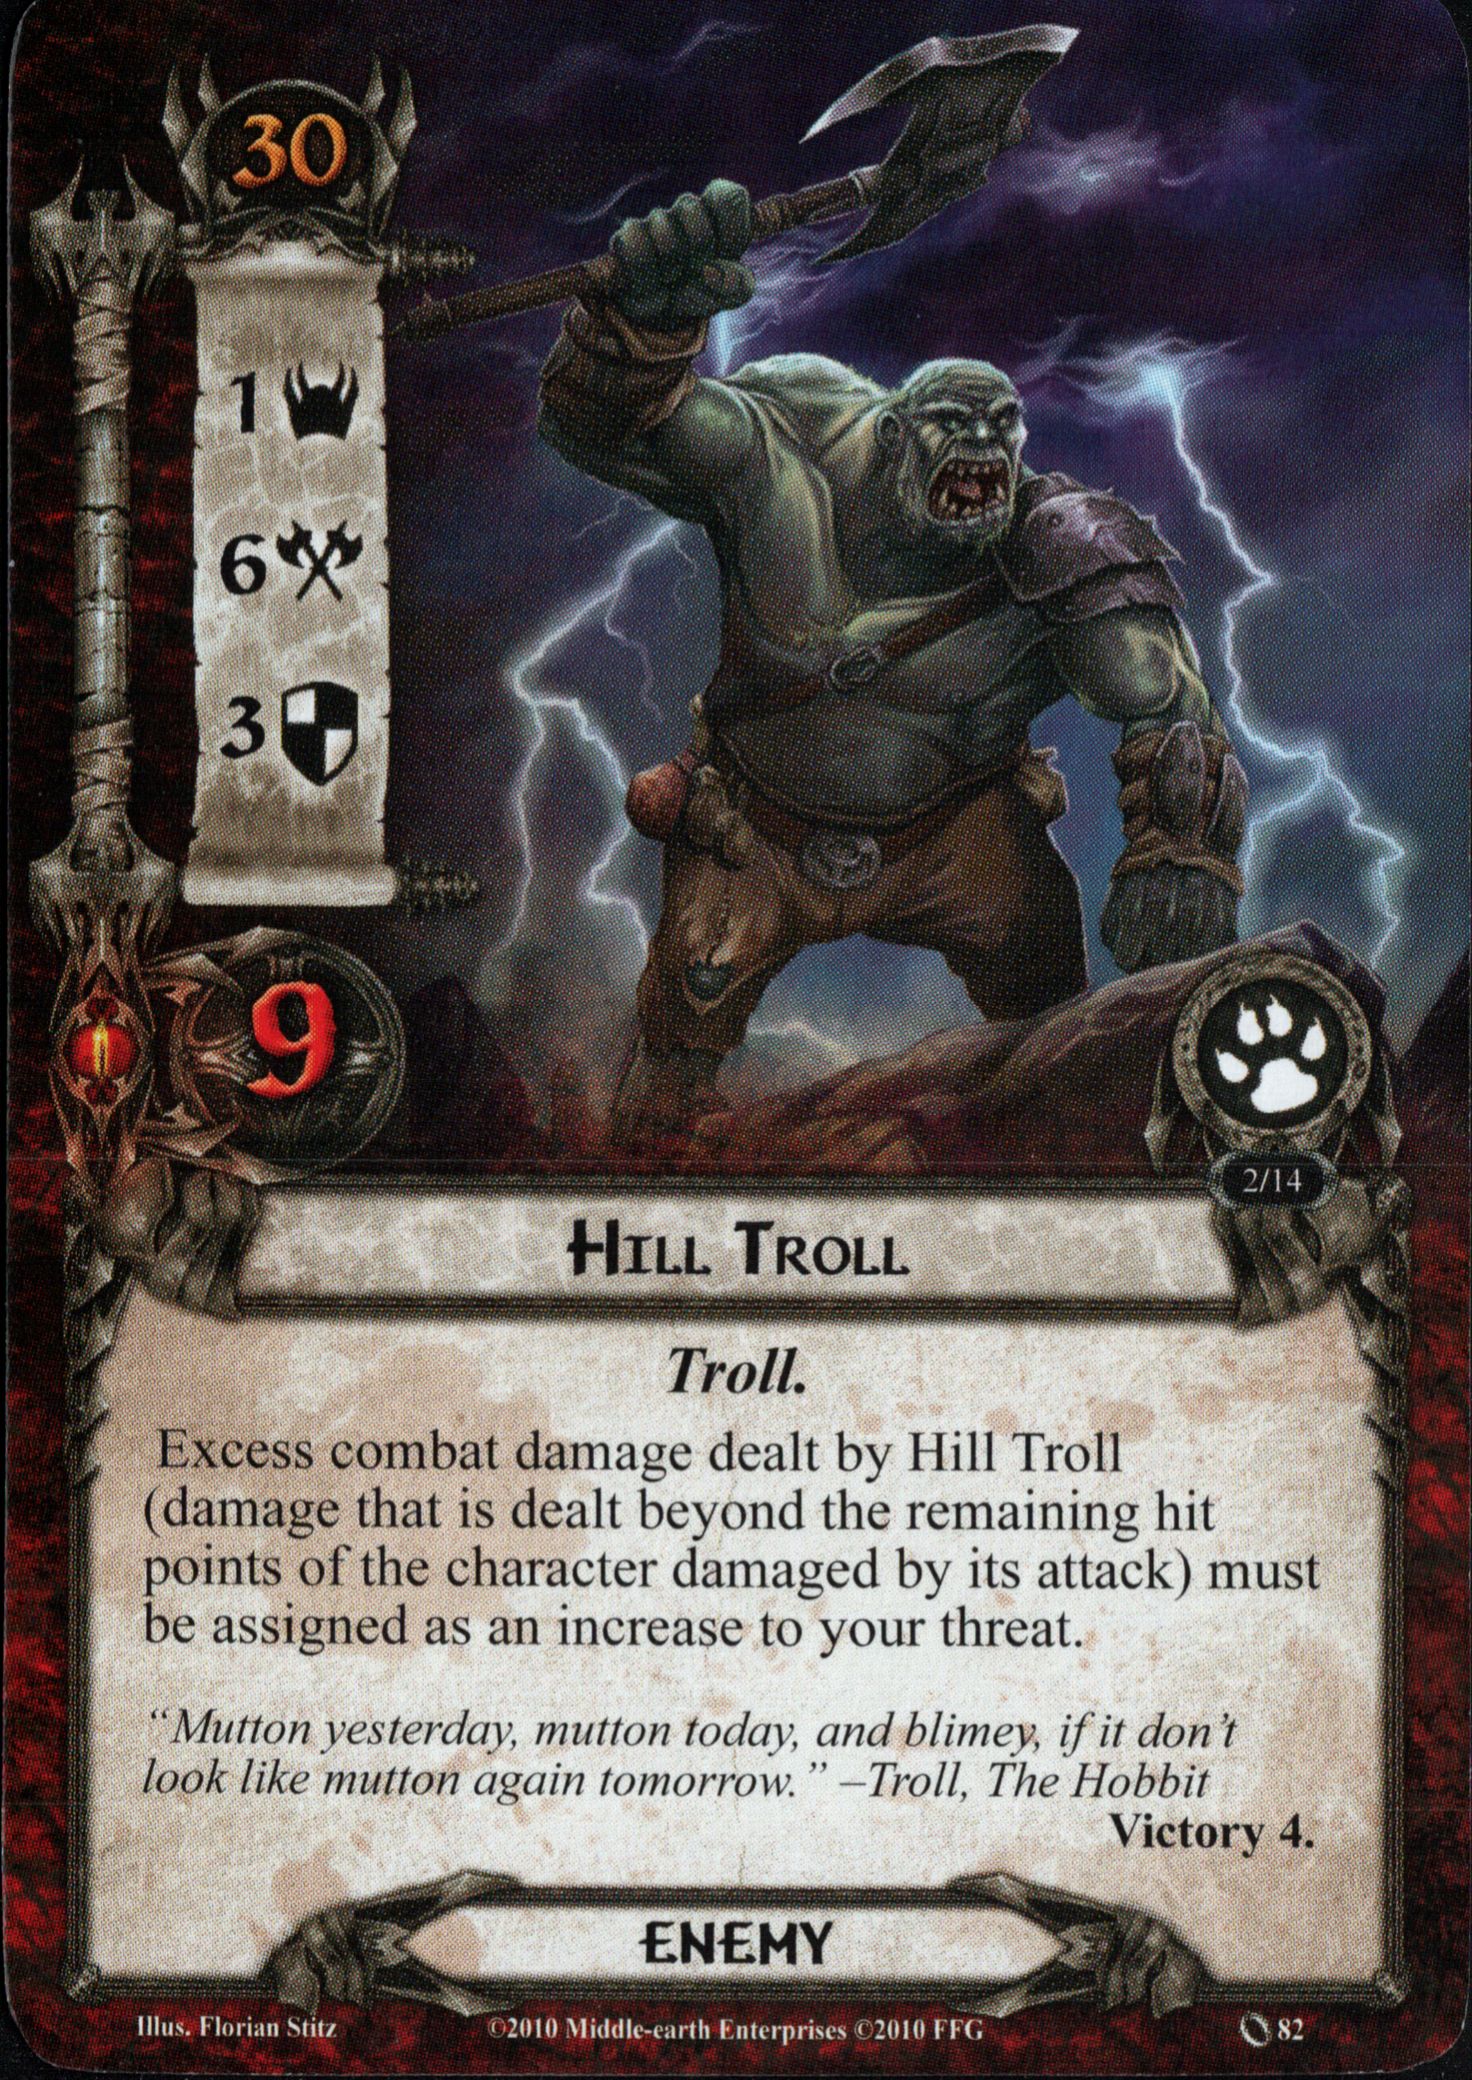 30
1
6
3
9
2/14
Hill Troll
Troll.
Excess combat damage dealt by Hill Troll
(damage that is dealt beyond the remaining hit
points of the character damaged by its attack) must
be assigned as an increase to your threat.
“Mutton yesterday, mutton today, and blimey, if it don’t
look like mutton again tomorrow.” –Troll, The Hobbit
Victory 4.
ENEMY
Illus. Florian Stitz ©2010 Middle-earth Enterprises ©2010 FFG 82